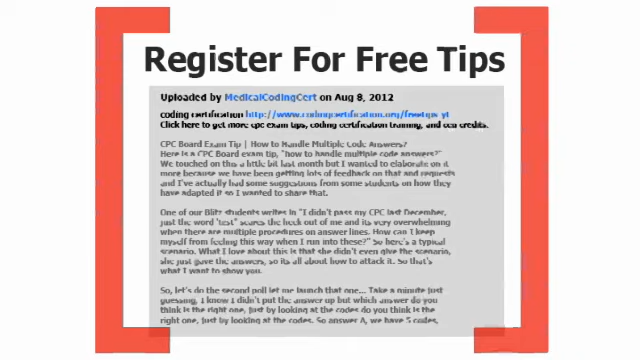 Register For Free Tips
Uploaded by MedicalCodingCert on Aug 8, 2012
coding certification http://www.codingcertification.org/freetips-yt
Click here to get more cpc exam tips, coding certification training, and ceu credits.
CPC Board Exam Tip | How to Handle Multiple Code Answers?
Here is a CPC Board exam tip, "how to handle multiple code answers?"
We touched on this a little bit last month but I wanted to elaborate on it
more because we have been getting lots of feedback on that and requests
and I've actually had some suggestions from some students on how they
have adapted it so I wanted to share that.
One of our Blitz students writes in "I didn't pass my CPC last December,
just the word 'test' scares the heck out of me and its very overwhelming
when there are multiple procedures on answer lines. How can I keep
myself from feeling this way when I run into these?" So here's a typical
scenario. What I love about this is that she didn't even give the scenario,
she just gave the answers, so its all about how to attack it. So that's
what I want to show you.
So, let's do the second poll let me launch that one... Take a minute just
guessing, I know I didn't put the answer up but which answer do you
think is the right one, just by looking at the codes do you think is the
right one, just by looking at the codes. So answer A, we have 5 codes,